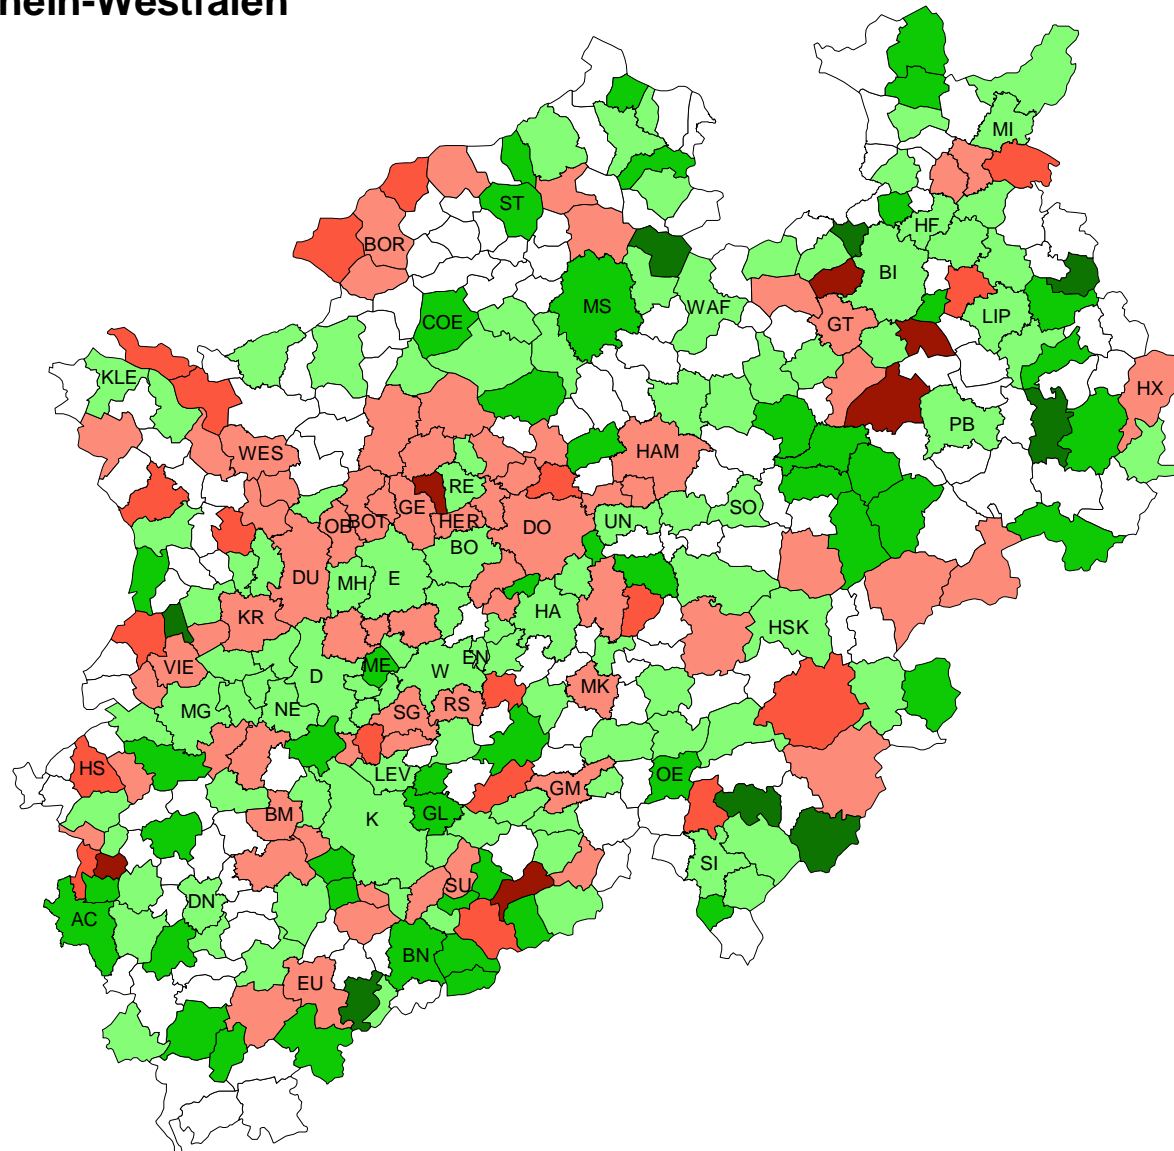 hein-Westfalen
MI
ST
HF
BOR
BI
MS
WAF
LIP
COE
GT
KLE
HX
PB
WES
HAM
RE
GE
SO
OB
BOT
HER
UN
DO
BO
DU
MH
E
HA
KR
HSK
EN
VIE
ME
W
D
MK
MG
NE
SG
RS
HS
LEV
OE
GM
BM
K
GL
SI
SU
DN
AC
BN
EU